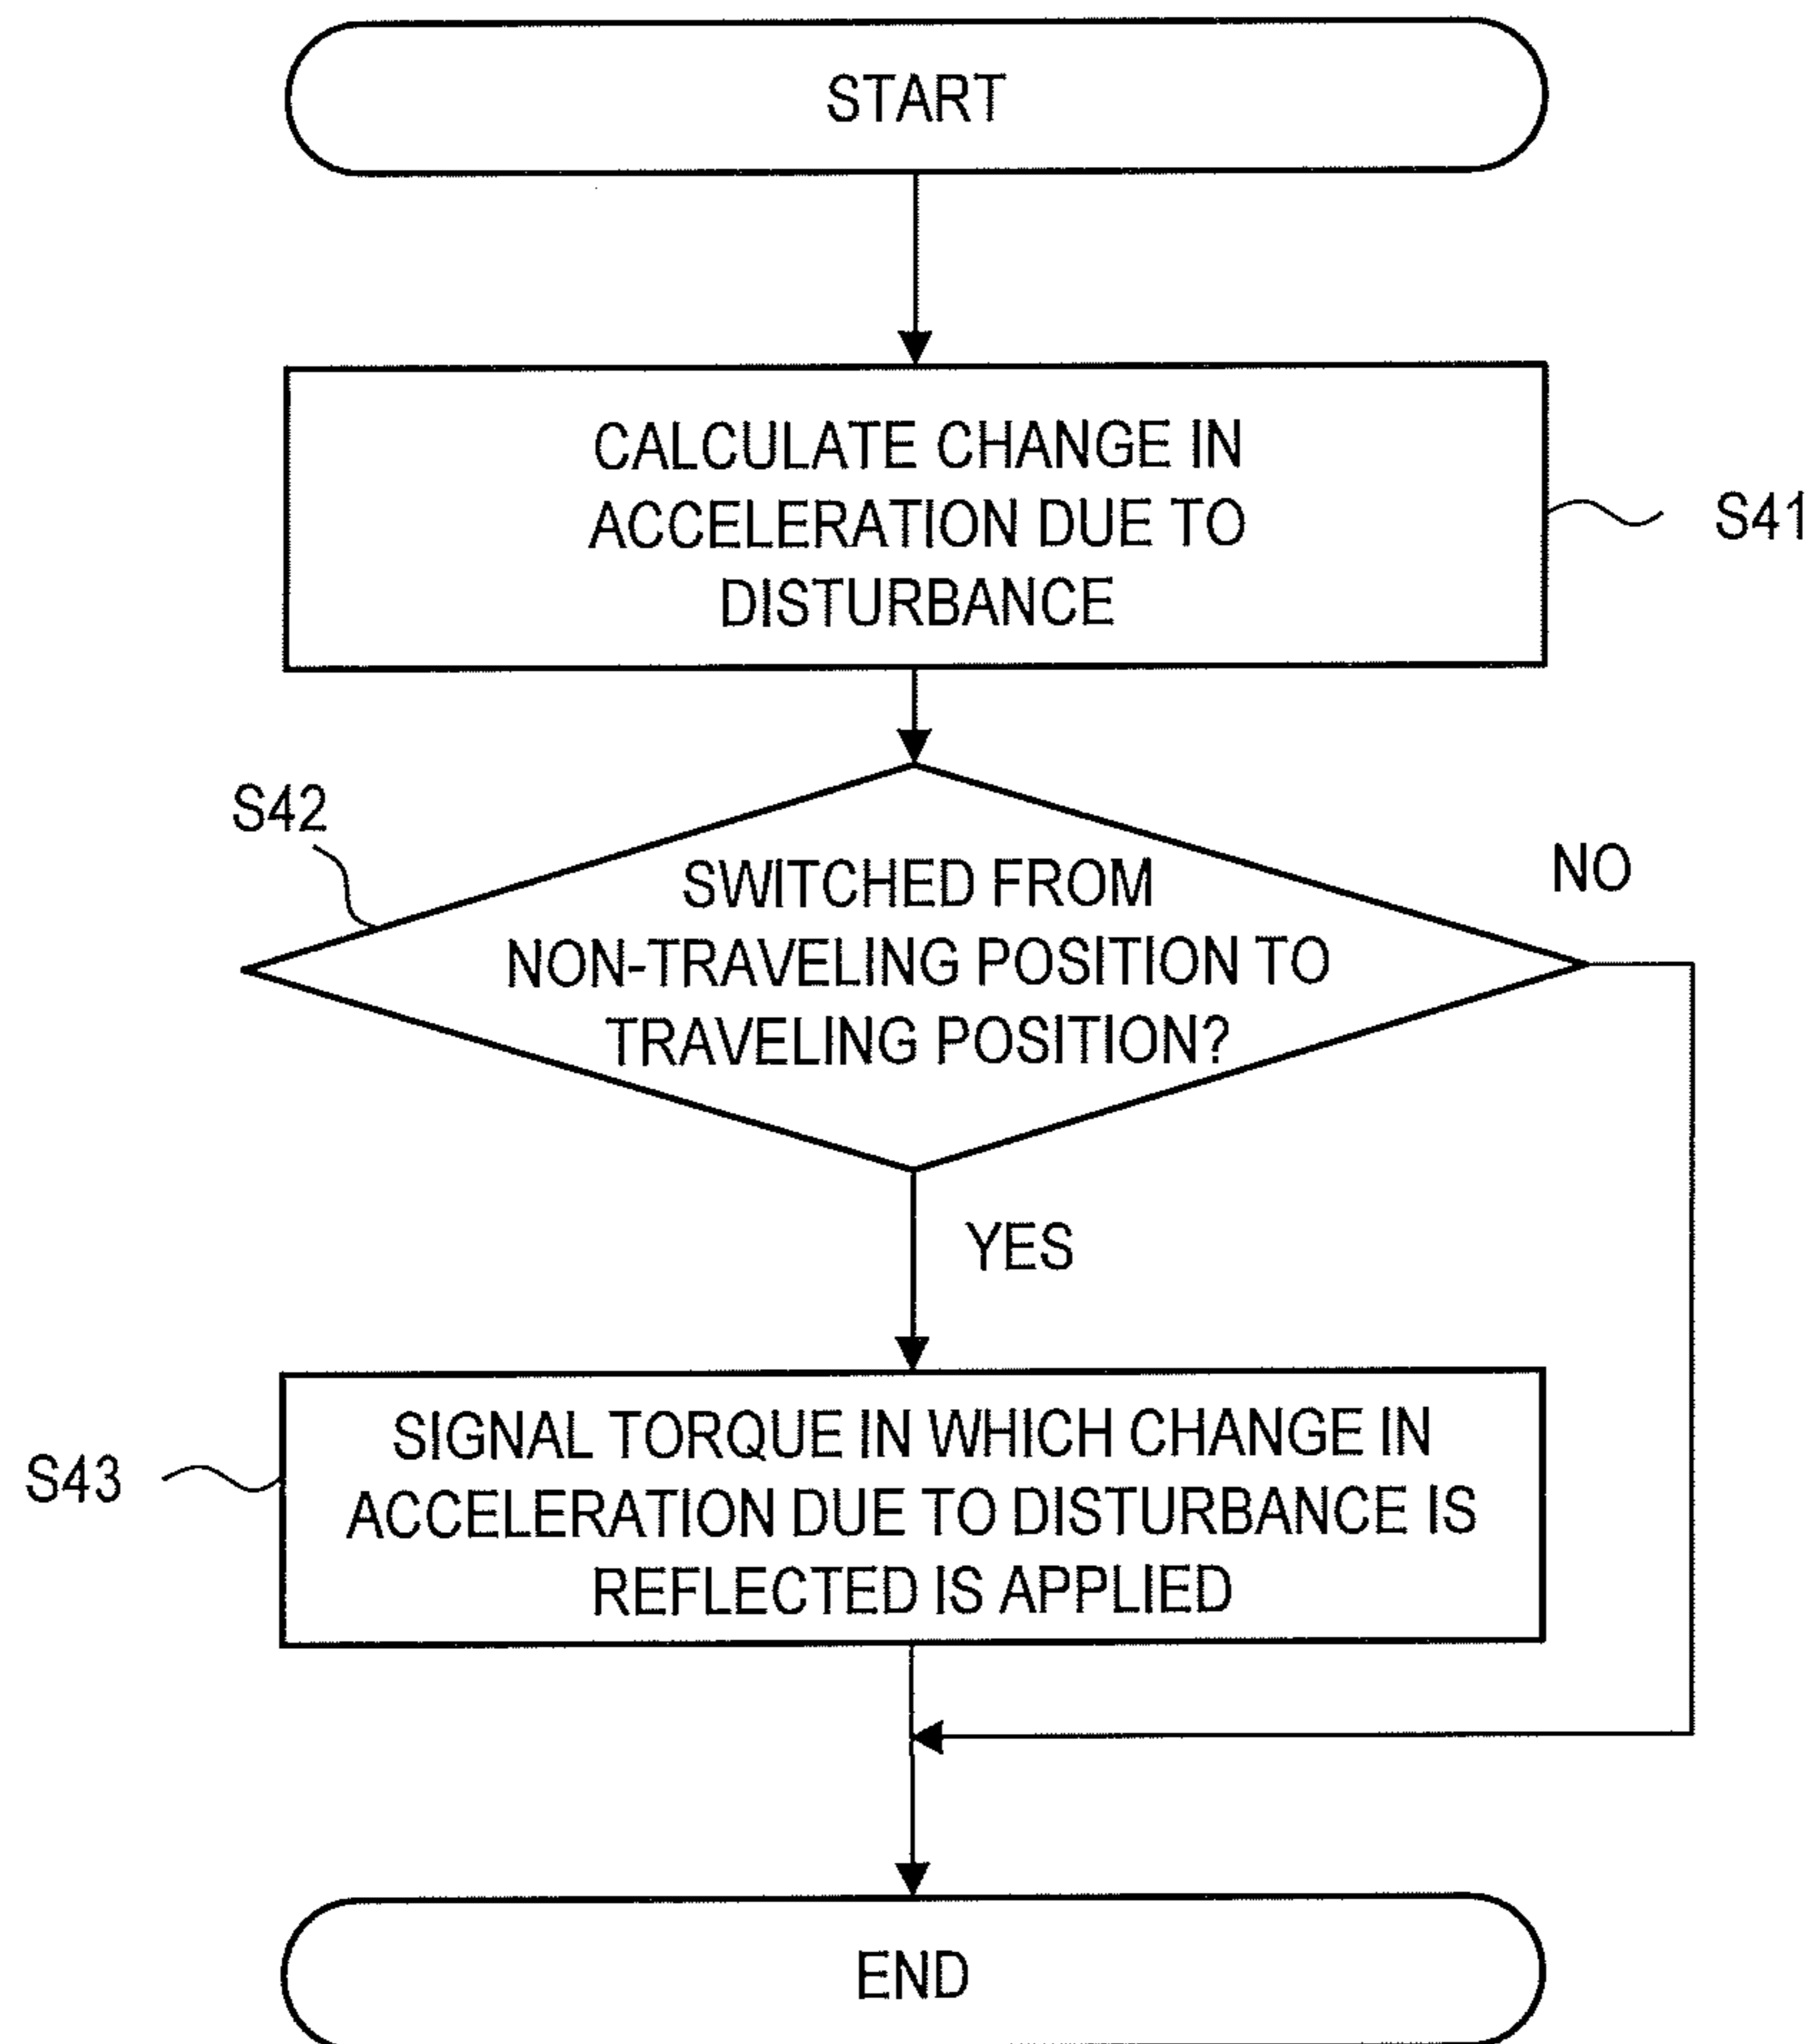 START
CALCULATE CHANGE IN
ACCELERATION DUE TO
DISTURBANCE
S41
S42
SWITCHED FROM
NON-TRAVELING POSITION TO
TRAVELING POSITION?
NO
YES
SIGNAL TORQUE IN WHICH CHANGE IN
ACCELERATION DUE TO DISTURBANCE IS
REFLECTED IS APPLIED
S43
END